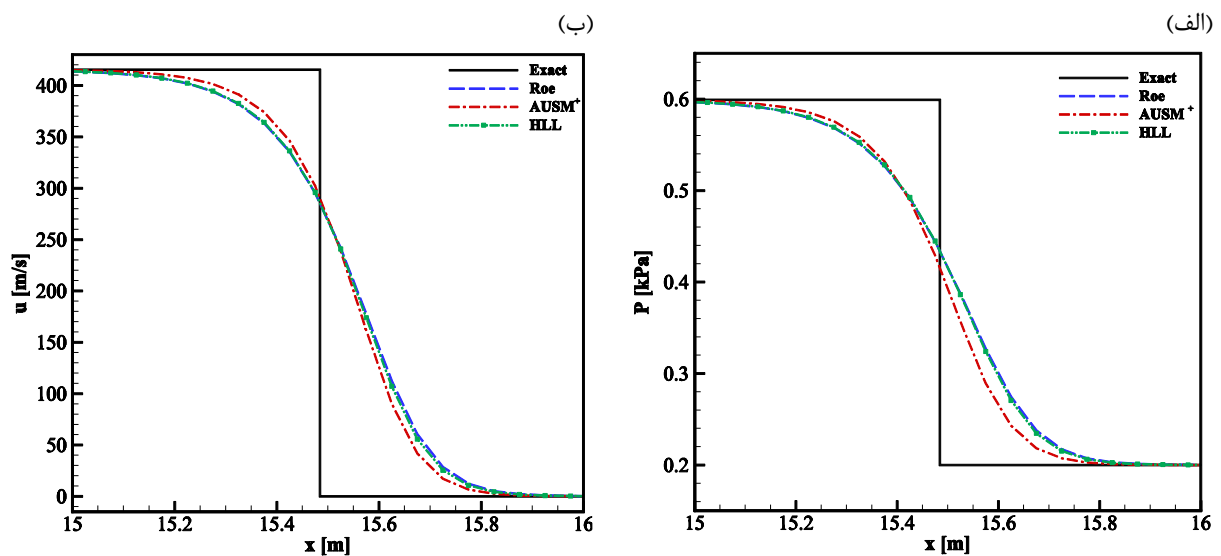 (ب)
(الف)
Exact
Roe
AUSM+
HLL
u [m/s]
400
350
300
250
200
150
100
50
0
15
15.2
15.4
15.6
15.8
16
x [m]
Exact
Roe
AUSM+
HLL
P [kPa]
0.6
0.5
0.4
0.3
0.2
15
15.2
15.4
15.6
15.8
16
x [m]